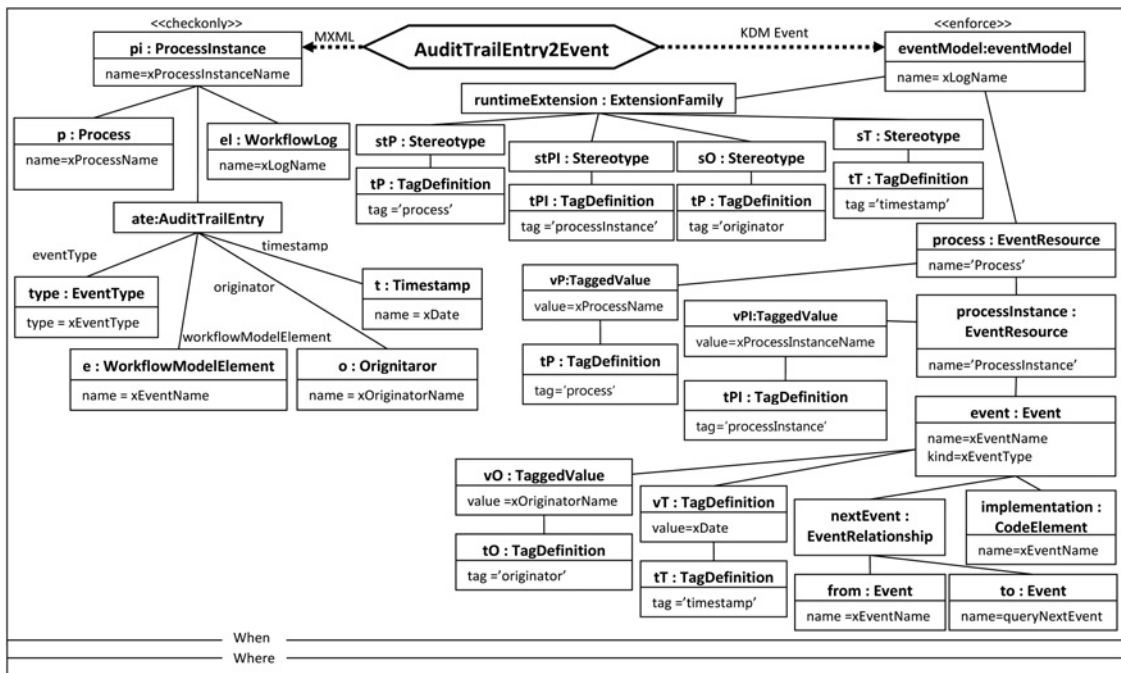 <<checkonly>>
pi : ProcessInstance
name=xProcessInstanceName
MXML
AuditTrailEntry2Event
KDM Event
<<enforce>>
eventModel:eventModel
name= xLogName
runtimeExtension : ExtensionFamily
p : Process
name=xProcessName
el : WorkflowLog
name=xLogName
stP : Stereotype
tP : TagDefinition
tag ='process'
stPI : Stereotype
tPI : TagDefinition
tag ='processInstance'
sO : Stereotype
tP : TagDefinition
tag ='originator
sT : Stereotype
tT : TagDefinition
tag ='timestamp'
ate:AuditTrailEntry
eventType
timestamp
originator
workflowModelElement
type : EventType
type = xEventType
t : Timestamp
name = xDate
e : WorkflowModelElement
name = xEventName
o : Orignitaror
name = xOriginatorName
process : EventResource
name='Process'
vP:TaggedValue
value=xProcessName
tP : TagDefinition
tag='process'
vPI:TaggedValue
value=xProcessInstanceName
tPI : TagDefinition
tag='processInstance'
processInstance :
EventResource
name='ProcessInstance'
event : Event
name=xEventName
kind=xEventType
vO : TaggedValue
value =xOriginatorName
tO : TagDefinition
tag ='originator'
vT : TagDefinition
value=xDate
tT : TagDefinition
tag ='timestamp'
nextEvent :
EventRelationship
implementation :
CodeElement
name=xEventName
from : Event
name =xEventName
to : Event
name=queryNextEvent
When
Where